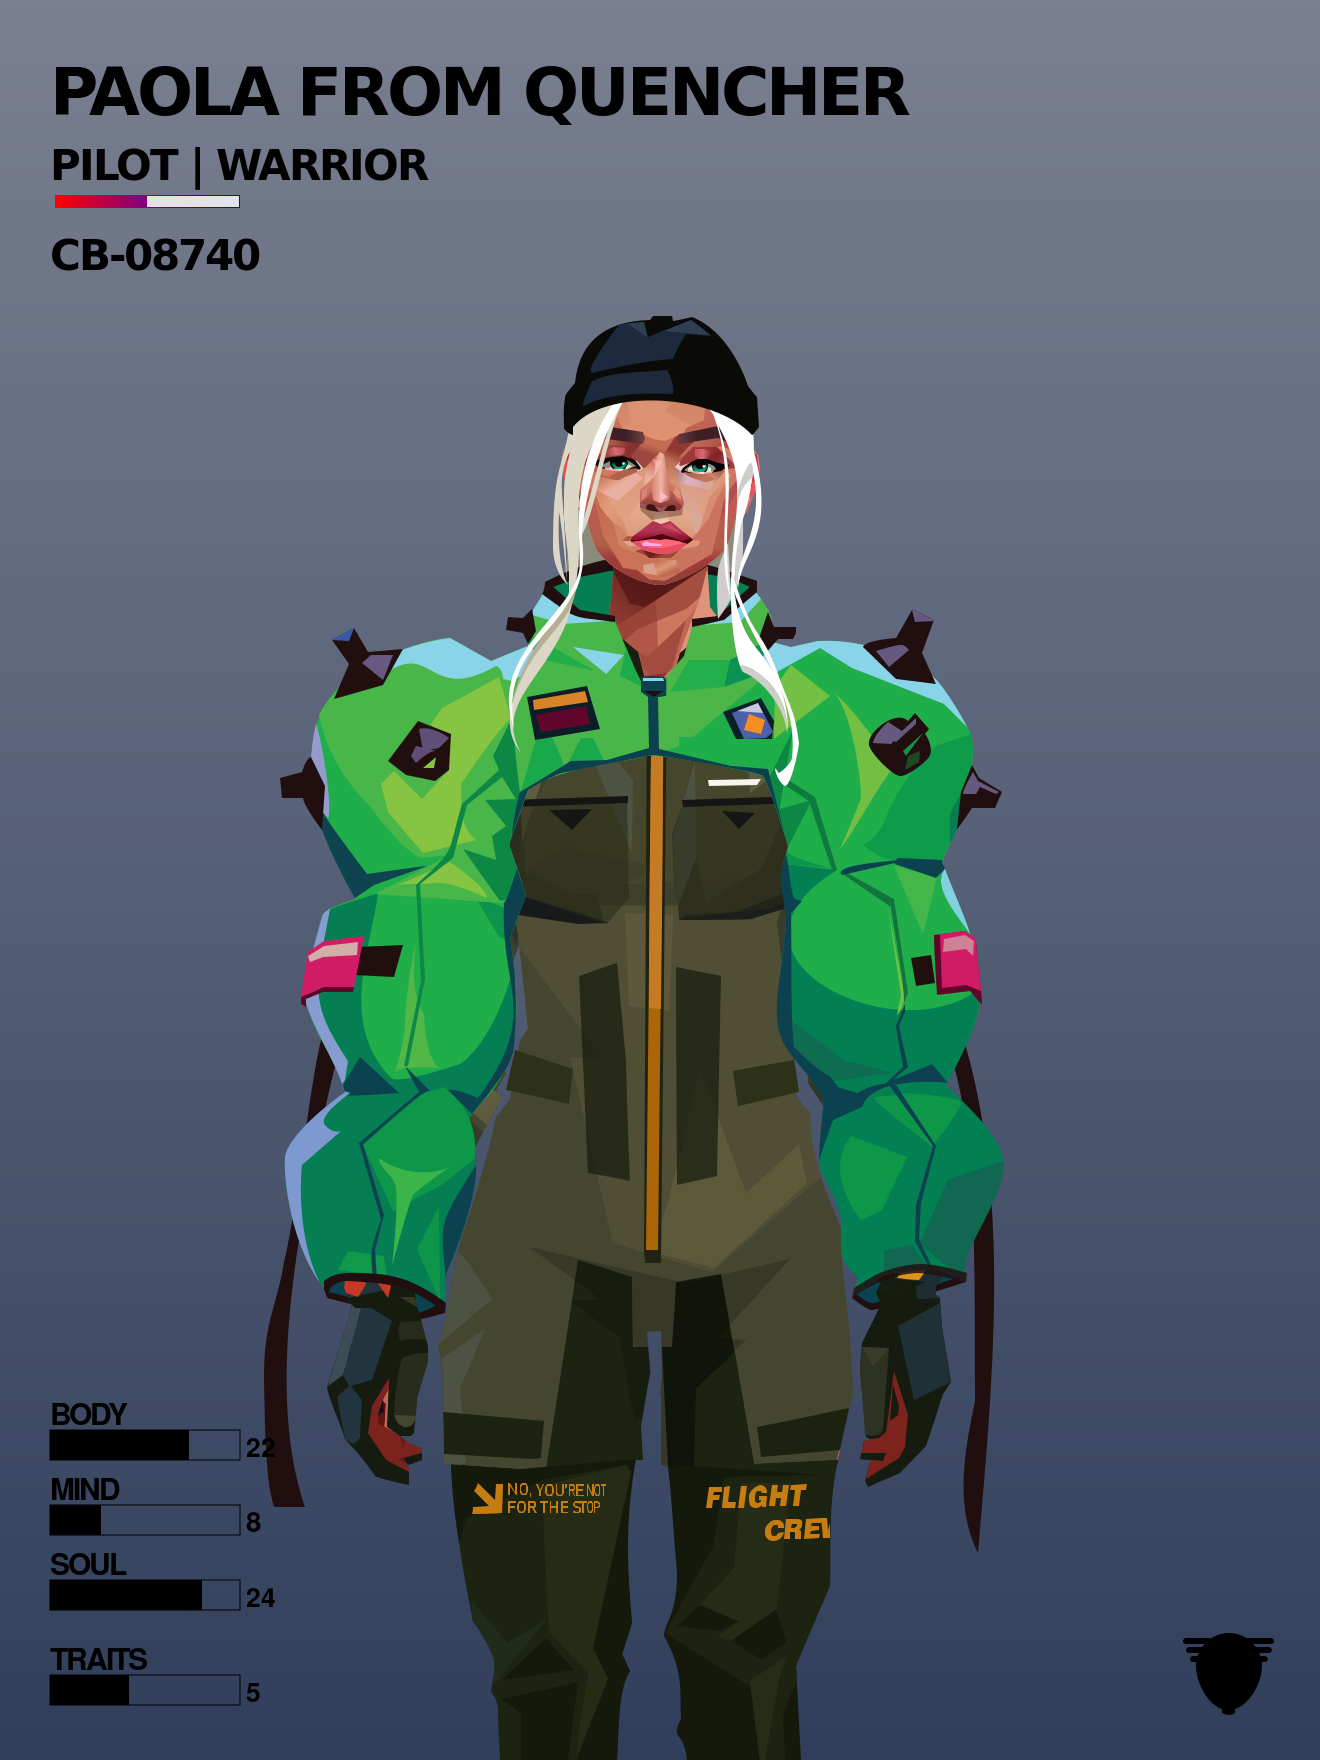 PAOLA FROM QUENCHER
PILOT | WARRIOR
CB-08740
BODY
22
MIND
8
SOUL
24
TRAITS
5
NO, YOU'RE NOT
FOR THE STOP
FLIGHT
CREW